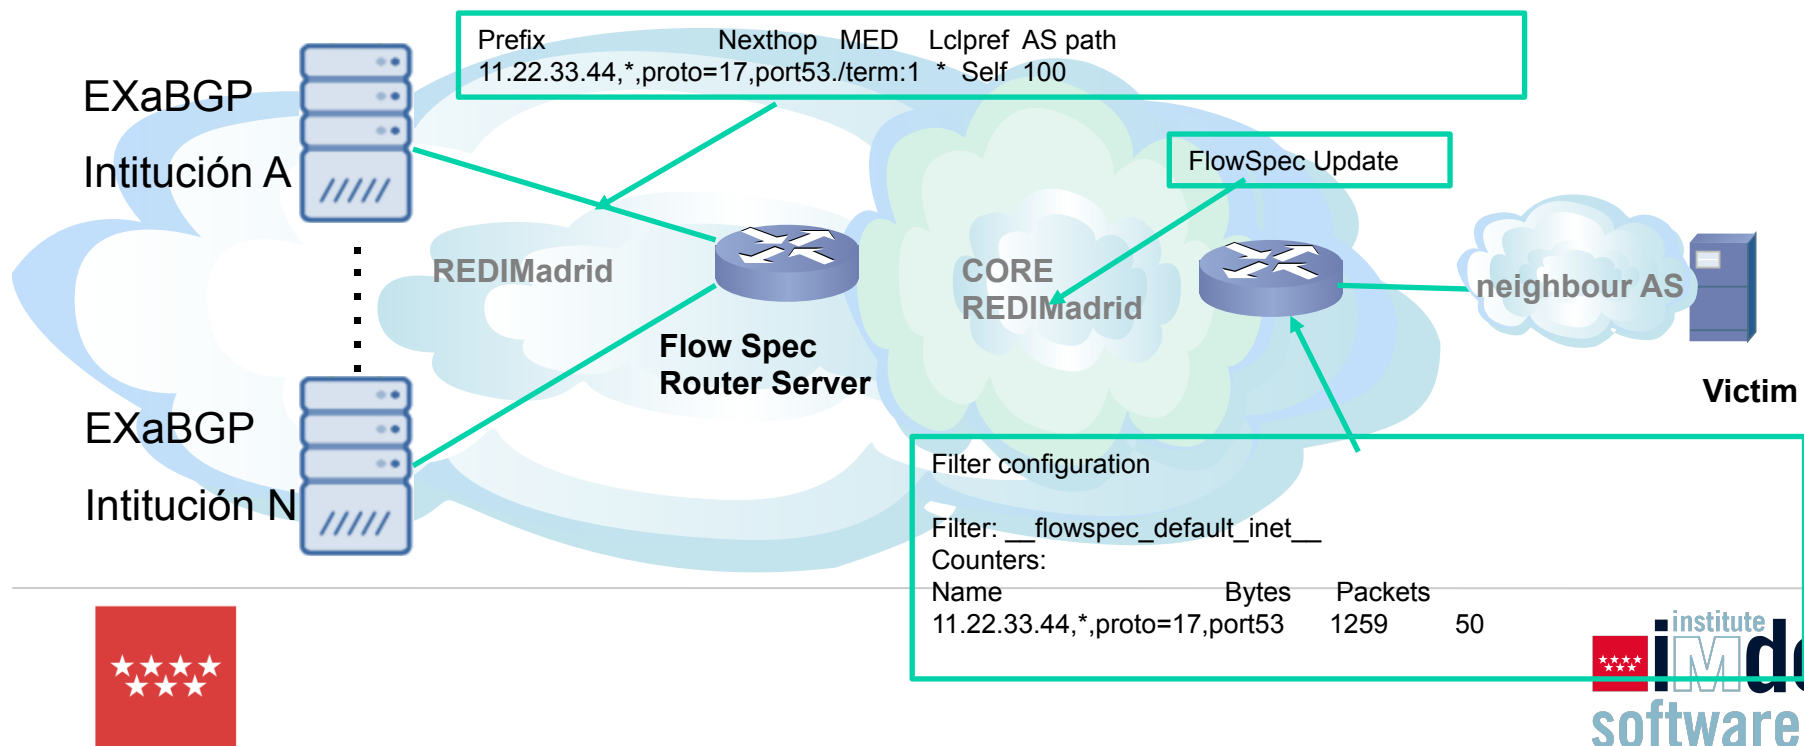 Prefix Nexthop MED Lclpref AS path
11.22.33.44,*,proto=17,port53./term:1 * Self 100
EXaBGP
Intitución A
FlowSpec Update
REDIMadrid
CORE
REDIMadrid
neighbour AS
Flow Spec
Router Server
Victim
EXaBGP
Intitución N
Filter configuration
Filter: __flowspec_default_inet__
Counters:
Name Bytes Packets
11.22.33.44,*,proto=17,port53 1259 50
institute
software